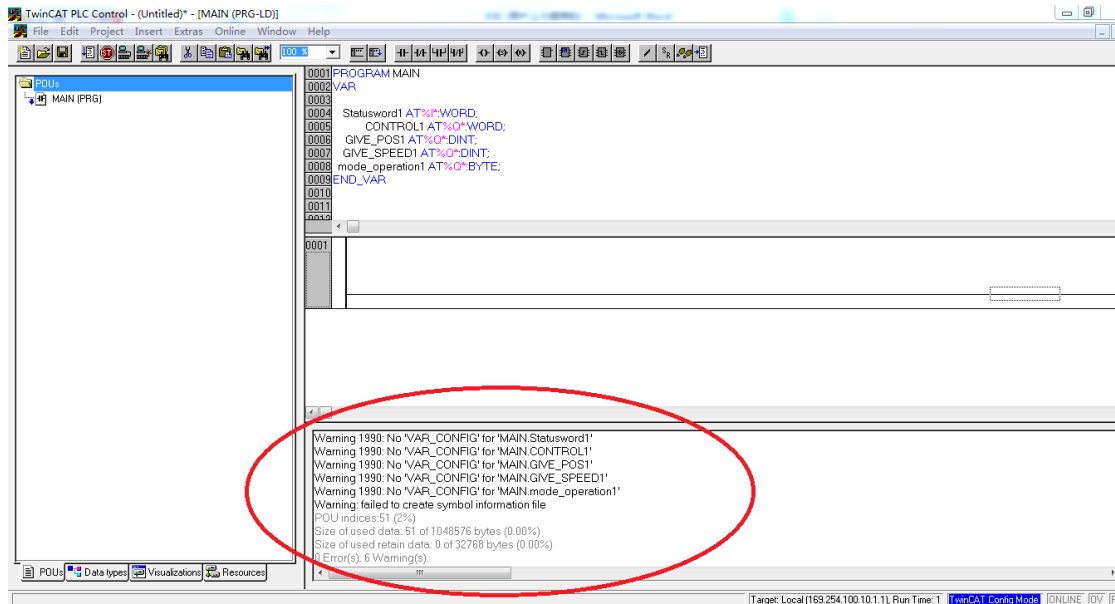 TwinCAT PLC Control - (Untitled)* - [MAIN (PRG-LD)]
File Edit Project Insert Extras Online Window Help
100 %
POUs
MAIN (PRG)
0001 PROGRAM MAIN
0002 VAR
0003
0004 Statusword1 AT%I*:WORD;
0005 CONTROL1 AT%Q*:WORD;
0006 GIVE_POS1 AT%Q*:DINT;
0007 GIVE_SPEED1 AT%Q*:DINT;
0008 mode_operation1 AT%Q*:BYTE;
0009 END_VAR
0010
0011
0012
0001
Warning 1990: No 'VAR_CONFIG' for 'MAIN.Statusword1'
Warning 1990: No 'VAR_CONFIG' for 'MAIN.CONTROL1'
Warning 1990: No 'VAR_CONFIG' for 'MAIN.GIVE_POS1'
Warning 1990: No 'VAR_CONFIG' for 'MAIN.GIVE_SPEED1'
Warning 1990: No 'VAR_CONFIG' for 'MAIN.mode_operation1'
Warning: failed to create symbol information file
POU indices:51 (2%)
Size of used data: 51 of 1048576 bytes (0.00%)
Size of used retain data: 0 of 32768 bytes (0.00%)
0 Error(s), 6 Warning(s).
POUs Data types Visualizations Resources
Target: Local (169.254.100.10.1.1), Run Time: 1 TwinCAT Config Mode ONLINE OV